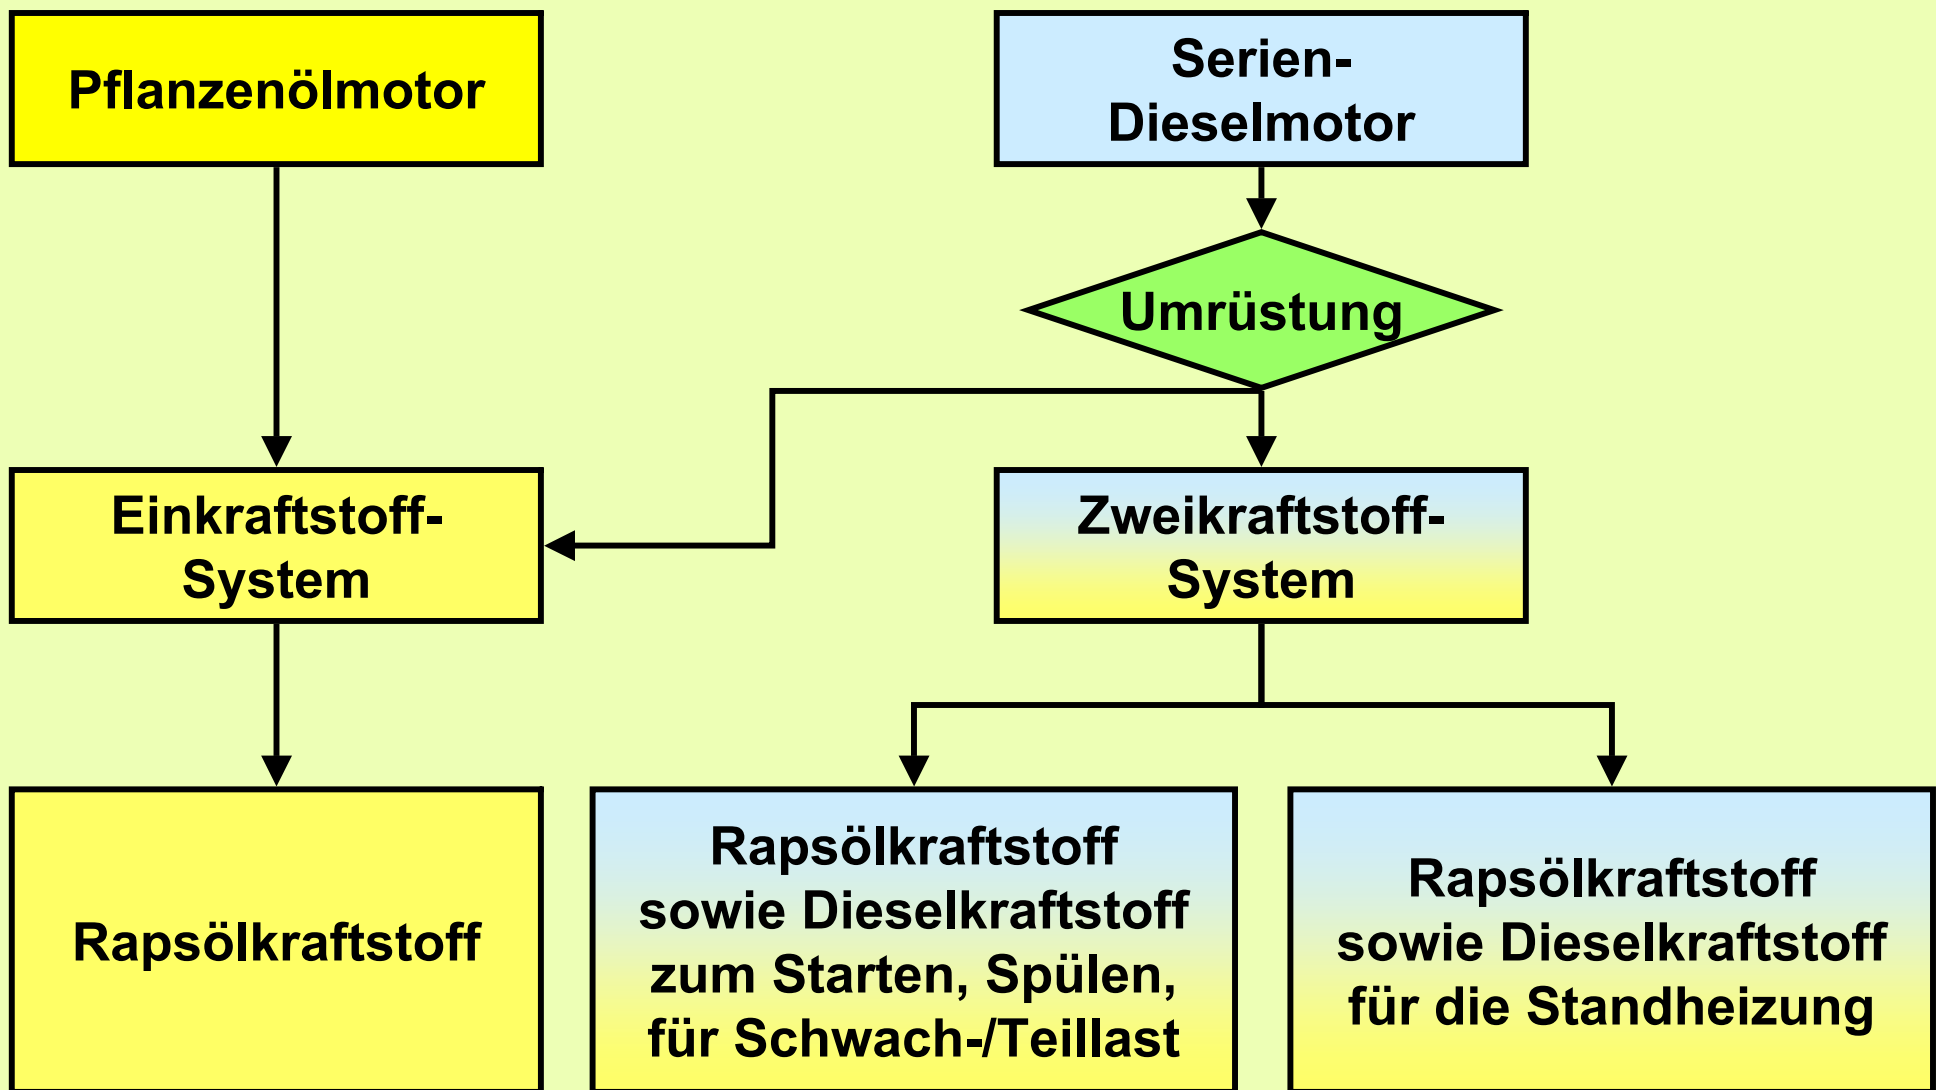 Pflanzenölmotor
Serien-
Dieselmotor
Umrüstung
Einkraftstoff-
System
Zweikraftstoff-
System
Rapsölkraftstoff
Rapsölkraftstoff
sowie Dieselkraftstoff
zum Starten, Spülen,
für Schwach-/Teillast
Rapsölkraftstoff
sowie Dieselkraftstoff
für die Standheizung